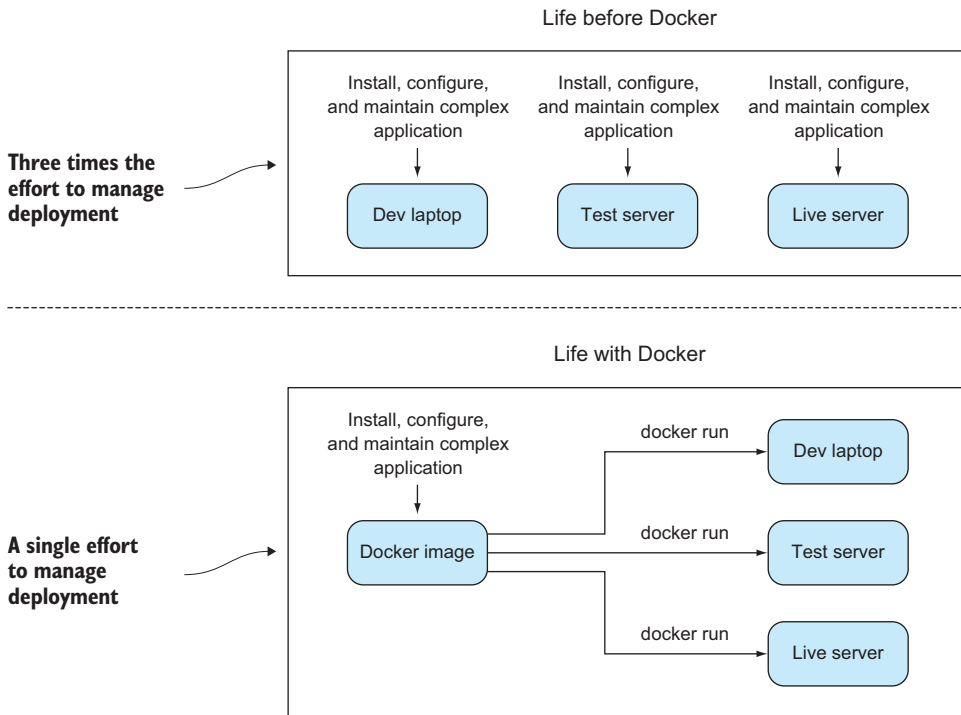 Life before Docker
Install, configure,
and maintain complex
application
Install, configure,
and maintain complex
application
Install, configure,
and maintain complex
application
Three times the
effort to manage
deployment
Dev laptop
Test server
Live server
Life with Docker
Install, configure,
and maintain complex
application
docker run
Dev laptop
A single effort
to manage
deployment
Docker image
docker run
Test server
docker run
Live server